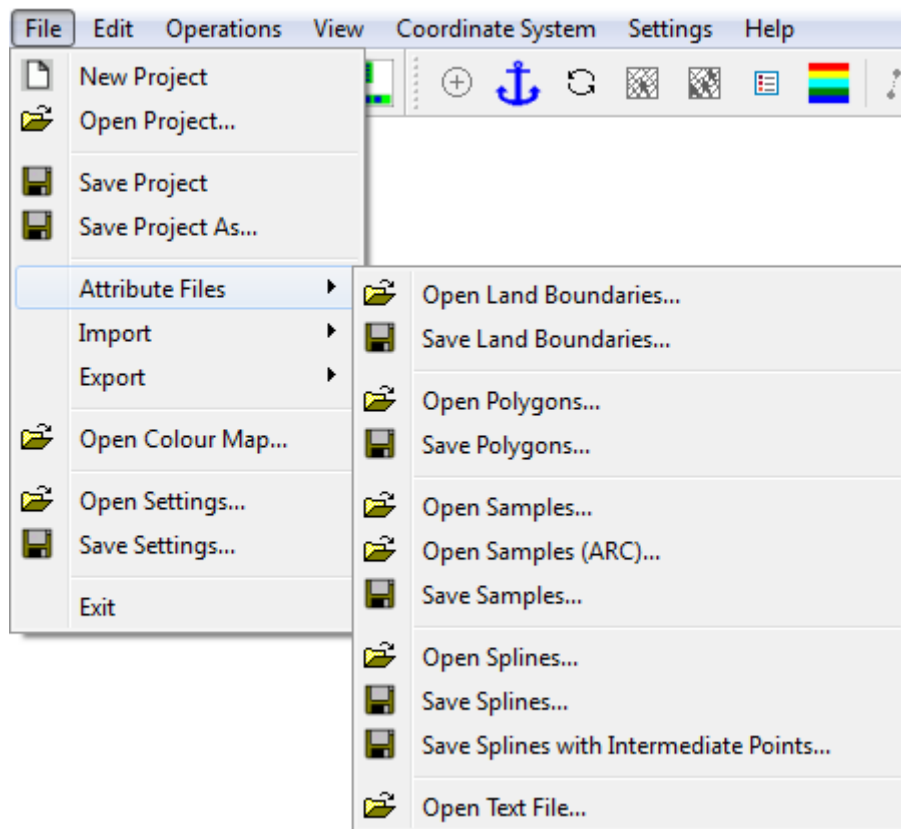 File Edit Operations View Coordinate System Settings Help
New Project
Open Project...
Save Project
Save Project As...
Attribute Files
Import
Export
Open Colour Map...
Open Settings...
Save Settings...
Exit
Open Land Boundaries...
Save Land Boundaries...
Open Polygons...
Save Polygons...
Open Samples...
Open Samples (ARC)...
Save Samples...
Open Splines...
Save Splines...
Save Splines with Intermediate Points...
Open Text File...